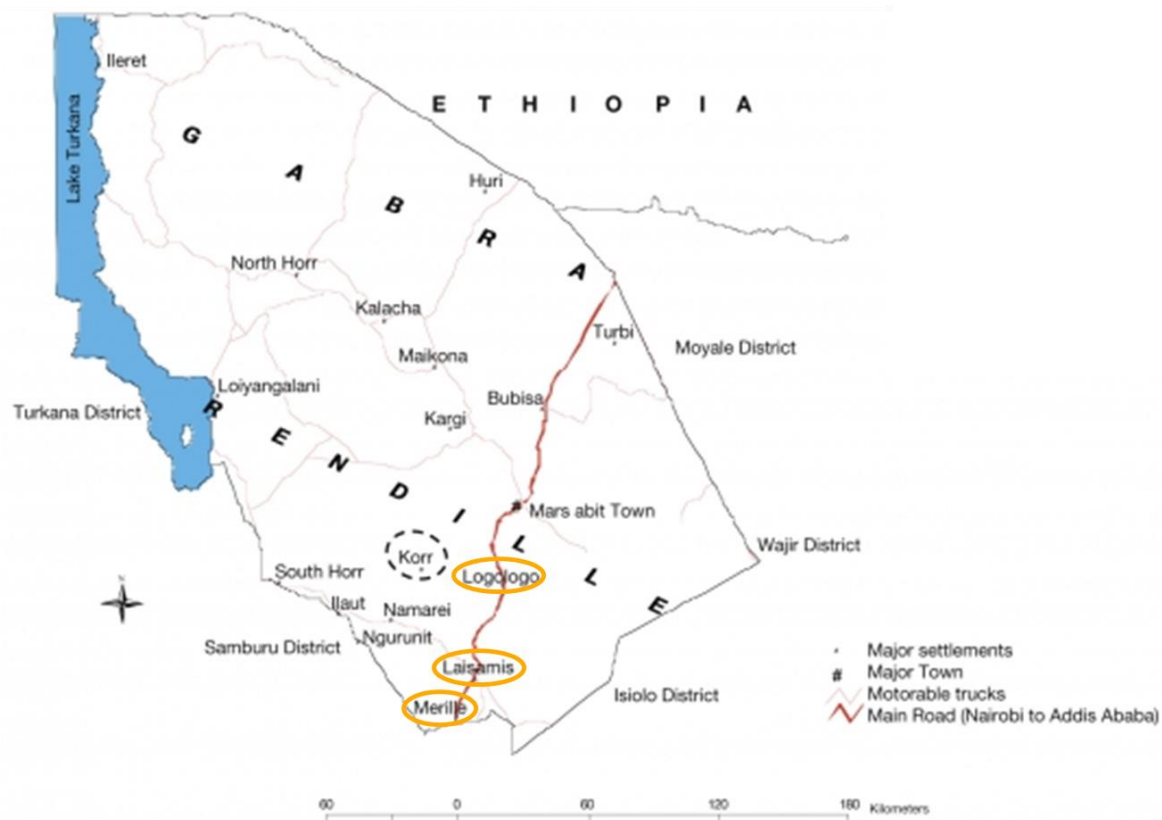 Ileret
Lake Turkana
E T H I O P I A
G A B R A
Huri
North Horr
Kalacha
Turbi
Moyale District
Maikona
Loiyangalani
Bubisa
Turkana District
Kargi
R E N D I L L E
Mars abit Town
Wajir District
Korr
South Horr
Logologo
Ilaut
Namarei
Ngurunit
Samburu District
Laisamis
Isiolo District
Merille
N
Major settlements
# Major Town
Motorable trucks
Main Road (Nairobi to Addis Ababa)
60 0 60 120 180 Kilometers